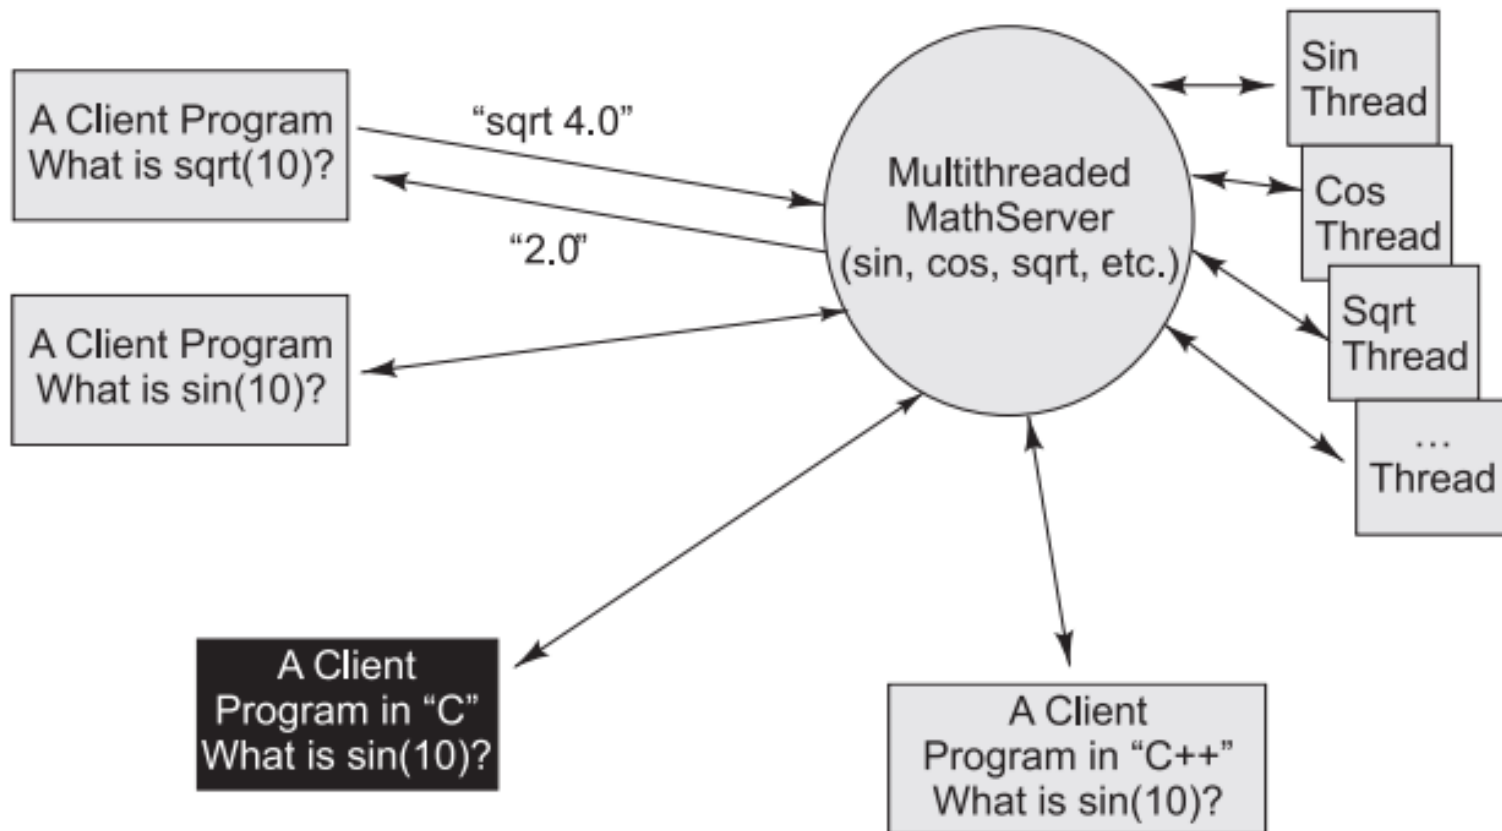 A Client Program
What is sqrt(10)?
“sqrt 4.0”
“2.0”
A Client Program
What is sin(10)?
Multithreaded
MathServer
(sin, cos, sqrt, etc.)
Sin
Thread
Cos
Thread
Sqrt
Thread
...
Thread
A Client
Program in “C”
What is sin(10)?
A Client
Program in “C++”
What is sin(10)?